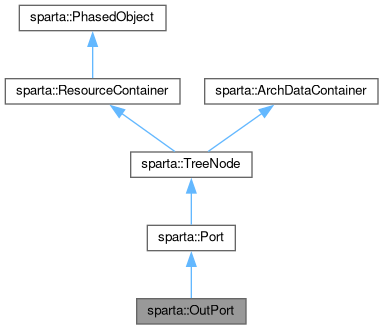 sparta::PhasedObject
sparta::ResourceContainer
sparta::ArchDataContainer
sparta::TreeNode
sparta::Port
sparta::OutPort